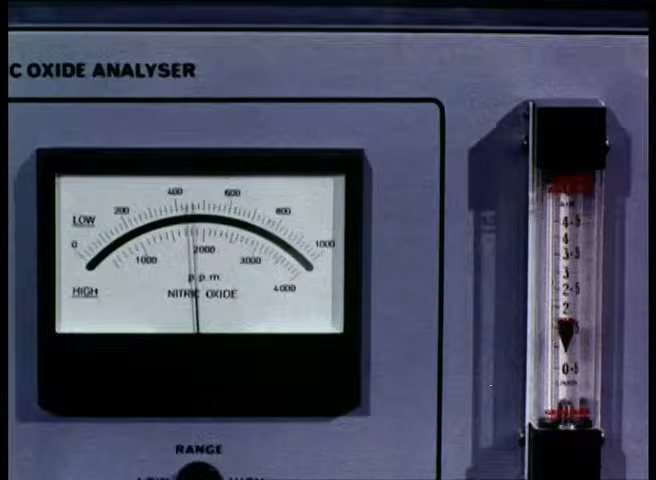 C OXIDE ANALYSER
400 600
200 800
LOW
0 1000
2000
1000 3000
p.p.m.
HIGH NITRIC OXIDE 4000
AIR
4·5
4
3·5
3
2·5
2
0·5
RANGE